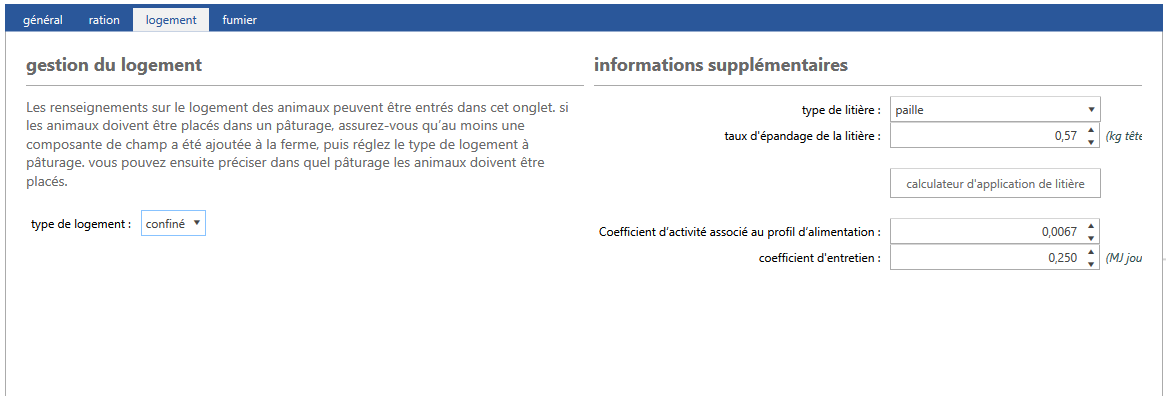 général ration logement fumier
gestion du logement
Les renseignements sur le logement des animaux peuvent être entrés dans cet onglet. si
les animaux doivent être placés dans un pâturage, assurez-vous qu'au moins une
composante de champ a été ajoutée à la ferme, puis réglez le type de logement à
pâturage. vous pouvez ensuite préciser dans quel pâturage les animaux doivent être
placés.
type de logement : confiné
informations supplémentaires
type de litière : paille
taux d'épandage de la litière : 0,57 (kg tête
calculateur d'application de litière
Coefficient d'activité associé au profil d'alimentation : 0,0067
coefficient d'entretien : 0,250 (MJ jou